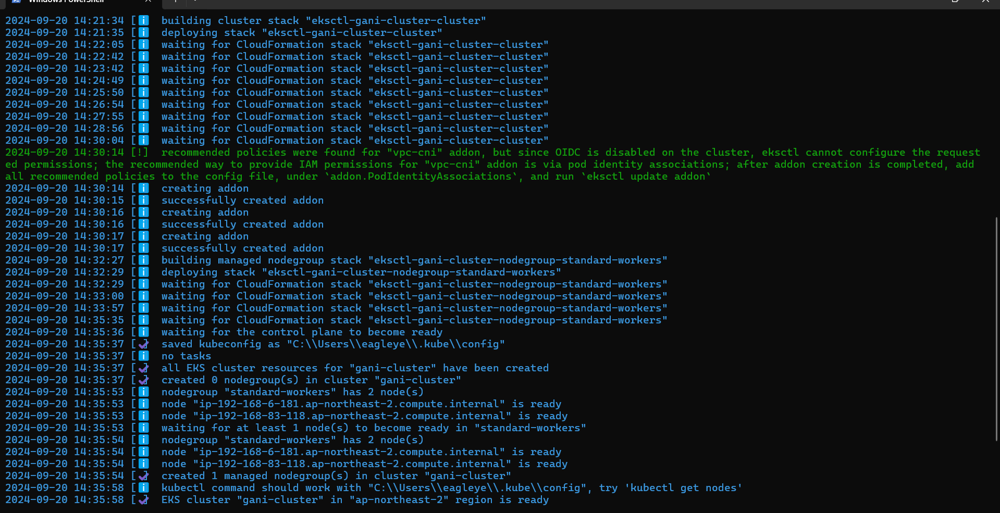 Windows PowerShell
2024-09-20 14:21:34 [ℹ]  building cluster stack "eksctl-gani-cluster-cluster"
2024-09-20 14:21:35 [ℹ]  deploying stack "eksctl-gani-cluster-cluster"
2024-09-20 14:22:05 [ℹ]  waiting for CloudFormation stack "eksctl-gani-cluster-cluster"
2024-09-20 14:22:42 [ℹ]  waiting for CloudFormation stack "eksctl-gani-cluster-cluster"
2024-09-20 14:23:42 [ℹ]  waiting for CloudFormation stack "eksctl-gani-cluster-cluster"
2024-09-20 14:24:49 [ℹ]  waiting for CloudFormation stack "eksctl-gani-cluster-cluster"
2024-09-20 14:25:50 [ℹ]  waiting for CloudFormation stack "eksctl-gani-cluster-cluster"
2024-09-20 14:26:54 [ℹ]  waiting for CloudFormation stack "eksctl-gani-cluster-cluster"
2024-09-20 14:27:55 [ℹ]  waiting for CloudFormation stack "eksctl-gani-cluster-cluster"
2024-09-20 14:28:56 [ℹ]  waiting for CloudFormation stack "eksctl-gani-cluster-cluster"
2024-09-20 14:30:04 [ℹ]  waiting for CloudFormation stack "eksctl-gani-cluster-cluster"
2024-09-20 14:30:14 [!]  recommended policies were found for "vpc-cni" addon, but since OIDC is disabled on the cluster, eksctl cannot configure the request
ed permissions; the recommended way to provide IAM permissions for "vpc-cni" addon is via pod identity associations; after addon creation is completed, add
all recommended policies to the config file, under `addon.PodIdentityAssociations`, and run `eksctl update addon`
2024-09-20 14:30:14 [ℹ]  creating addon
2024-09-20 14:30:15 [ℹ]  successfully created addon
2024-09-20 14:30:16 [ℹ]  creating addon
2024-09-20 14:30:16 [ℹ]  successfully created addon
2024-09-20 14:30:17 [ℹ]  creating addon
2024-09-20 14:30:17 [ℹ]  successfully created addon
2024-09-20 14:32:27 [ℹ]  building managed nodegroup stack "eksctl-gani-cluster-nodegroup-standard-workers"
2024-09-20 14:32:29 [ℹ]  deploying stack "eksctl-gani-cluster-nodegroup-standard-workers"
2024-09-20 14:32:29 [ℹ]  waiting for CloudFormation stack "eksctl-gani-cluster-nodegroup-standard-workers"
2024-09-20 14:33:00 [ℹ]  waiting for CloudFormation stack "eksctl-gani-cluster-nodegroup-standard-workers"
2024-09-20 14:33:57 [ℹ]  waiting for CloudFormation stack "eksctl-gani-cluster-nodegroup-standard-workers"
2024-09-20 14:35:35 [ℹ]  waiting for CloudFormation stack "eksctl-gani-cluster-nodegroup-standard-workers"
2024-09-20 14:35:36 [ℹ]  waiting for the control plane to become ready
2024-09-20 14:35:37 [✔]  saved kubeconfig as "C:\\Users\\eagleye\\.kube\\config"
2024-09-20 14:35:37 [ℹ]  no tasks
2024-09-20 14:35:37 [✔]  all EKS cluster resources for "gani-cluster" have been created
2024-09-20 14:35:37 [✔]  created 0 nodegroup(s) in cluster "gani-cluster"
2024-09-20 14:35:53 [ℹ]  nodegroup "standard-workers" has 2 node(s)
2024-09-20 14:35:53 [ℹ]  node "ip-192-168-6-181.ap-northeast-2.compute.internal" is ready
2024-09-20 14:35:53 [ℹ]  node "ip-192-168-83-118.ap-northeast-2.compute.internal" is ready
2024-09-20 14:35:53 [ℹ]  waiting for at least 1 node(s) to become ready in "standard-workers"
2024-09-20 14:35:54 [ℹ]  nodegroup "standard-workers" has 2 node(s)
2024-09-20 14:35:54 [ℹ]  node "ip-192-168-6-181.ap-northeast-2.compute.internal" is ready
2024-09-20 14:35:54 [ℹ]  node "ip-192-168-83-118.ap-northeast-2.compute.internal" is ready
2024-09-20 14:35:54 [✔]  created 1 managed nodegroup(s) in cluster "gani-cluster"
2024-09-20 14:35:58 [ℹ]  kubectl command should work with "C:\\Users\\eagleye\\.kube\\config", try 'kubectl get nodes'
2024-09-20 14:35:58 [✔]  EKS cluster "gani-cluster" in "ap-northeast-2" region is ready